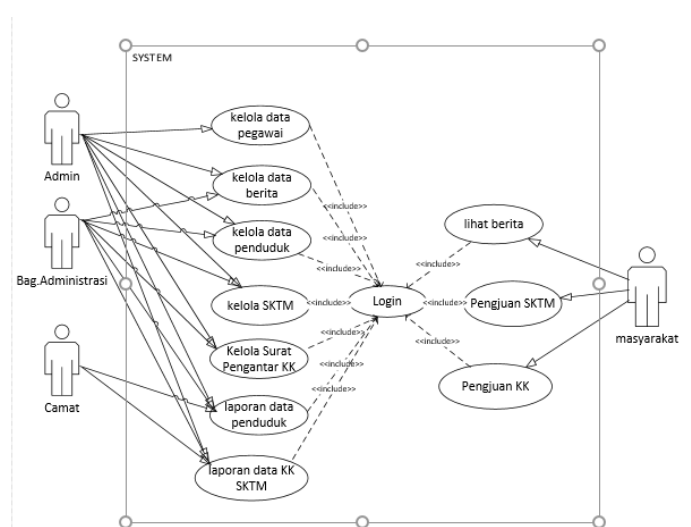 SYSTEM
Admin
Bag.Administrasi
Camat
kelola data
pegawai
kelola data
berita
kelola data
penduduk
kelola SKTM
Kelola Surat
Pengantar KK
laporan data
penduduk
laporan data KK
SKTM
<<include>>
<<include>>
<<include>>
<<include>>
<<include>>
<<include>>
<<include>>
Login
<<include>>
<<include>>
<<include>>
lihat berita
Pengjuan SKTM
Pengjuan KK
masyarakat